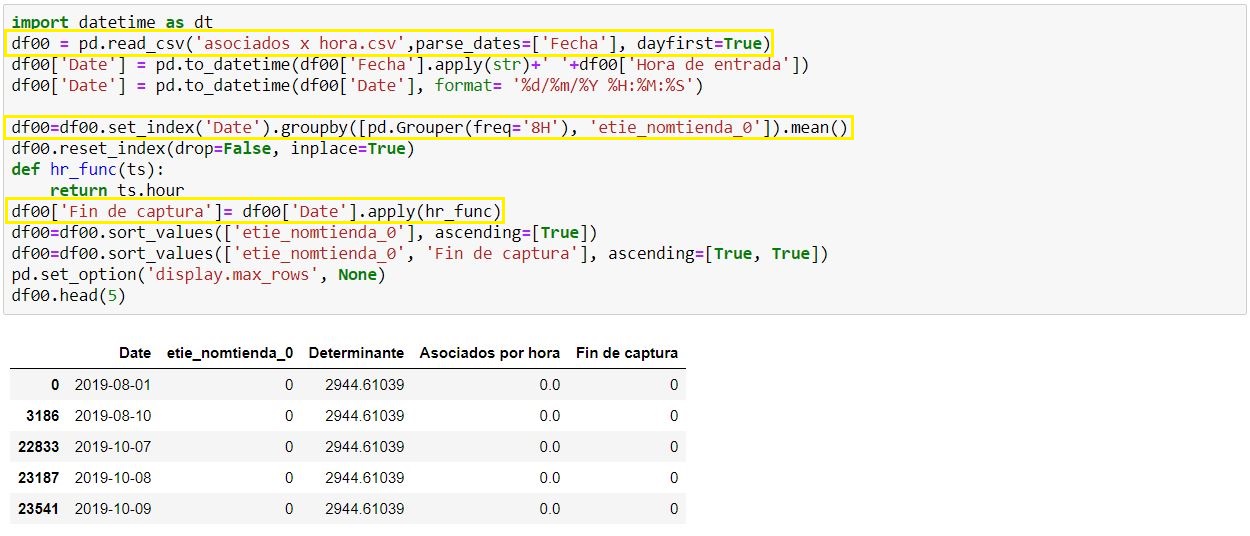 import datetime as dt
df00 = pd.read_csv('asociados x hora.csv',parse_dates=['Fecha'], dayfirst=True)
df00['Date'] = pd.to_datetime(df00['Fecha'].apply(str)+' '+df00['Hora de entrada'])
df00['Date'] = pd.to_datetime(df00['Date'], format= '%d/%m/%Y %H:%M:%S')
df00=df00.set_index('Date').groupby([pd.Grouper(freq='8H'), 'etie_nomtienda_0']).mean()
df00.reset_index(drop=False, inplace=True)
def hr_func(ts):
    return ts.hour
df00['Fin de captura']= df00['Date'].apply(hr_func)
df00=df00.sort_values(['etie_nomtienda_0'], ascending=[True])
df00=df00.sort_values(['etie_nomtienda_0', 'Fin de captura'], ascending=[True, True])
pd.set_option('display.max_rows', None)
df00.head(5)
Date etie_nomtienda_0 Determinante Asociados por hora Fin de captura
0 2019-08-01 0 2944.61039 0.0 0
3186 2019-08-10 0 2944.61039 0.0 0
22833 2019-10-07 0 2944.61039 0.0 0
23187 2019-10-08 0 2944.61039 0.0 0
23541 2019-10-09 0 2944.61039 0.0 0